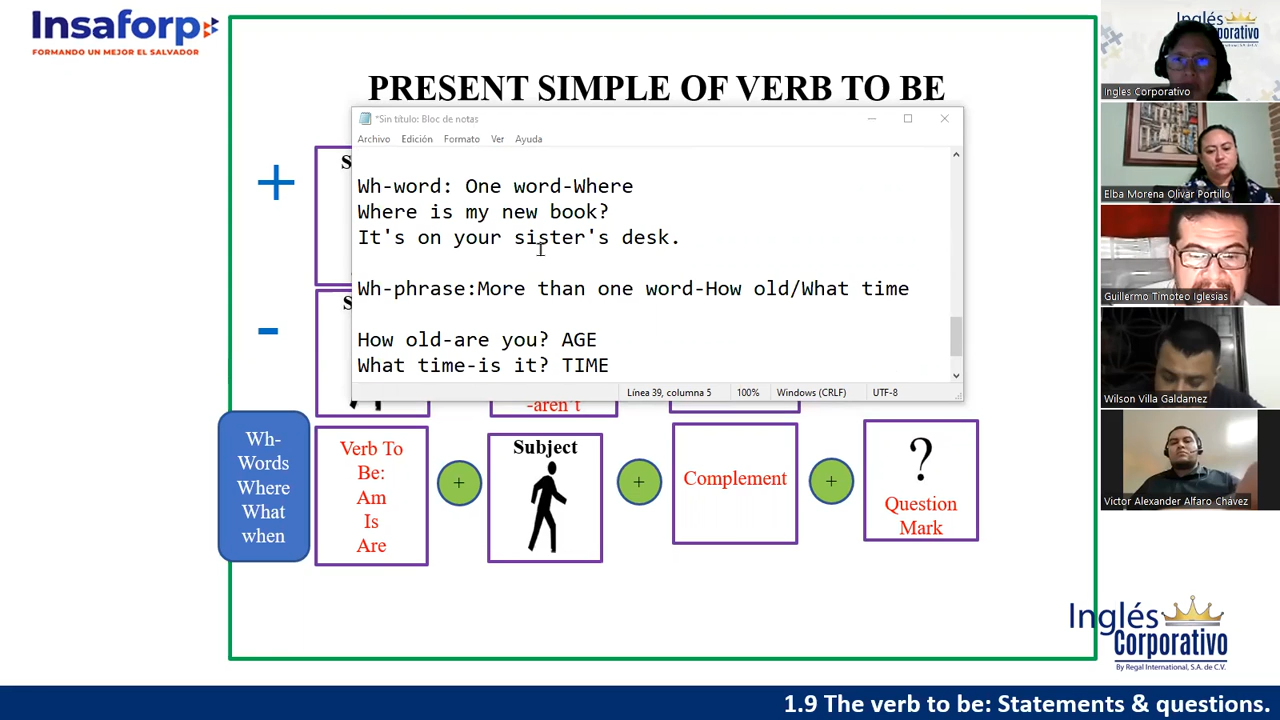 Insaforp
FORMANDO UN MEJOR EL SALVADOR
PRESENT SIMPLE OF VERB TO BE
*Sin título: Bloc de notas
Archivo Edición Formato Ver Ayuda
Wh-word: One word-Where
Where is my new book?
It's on your sister's desk.
Wh-phrase:More than one word-How old/What time
How old-are you? AGE
What time-is it? TIME
Línea 39, columna 5 100% Windows (CRLF) UTF-8
+
S
-
S
-aren't
Wh-
Words
Where
What
when
Verb To
Be:
Am
Is
Are
+
Subject
+
Complement
+
?
Question
Mark
Inglés
Corporativo
Ingles Corporativo
Elba Morena Olivar Portillo
Guillermo Timoteo Iglesias
Wilson Villa Galdamez
Victor Alexander Alfaro Chávez
Inglés
Corporativo
By Regal International, S.A. de C.V.
1.9 The verb to be: Statements & questions.